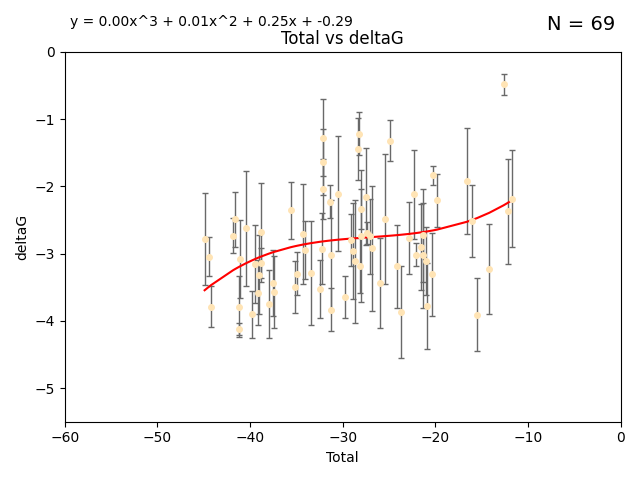 y = 0.00x^3 + 0.01x^2 + 0.25x + -0.29
N = 69
Total vs deltaG
0
−1
−2
−3
−4
−5
deltaG
−60
−50
−40
−30
−20
−10
0
Total